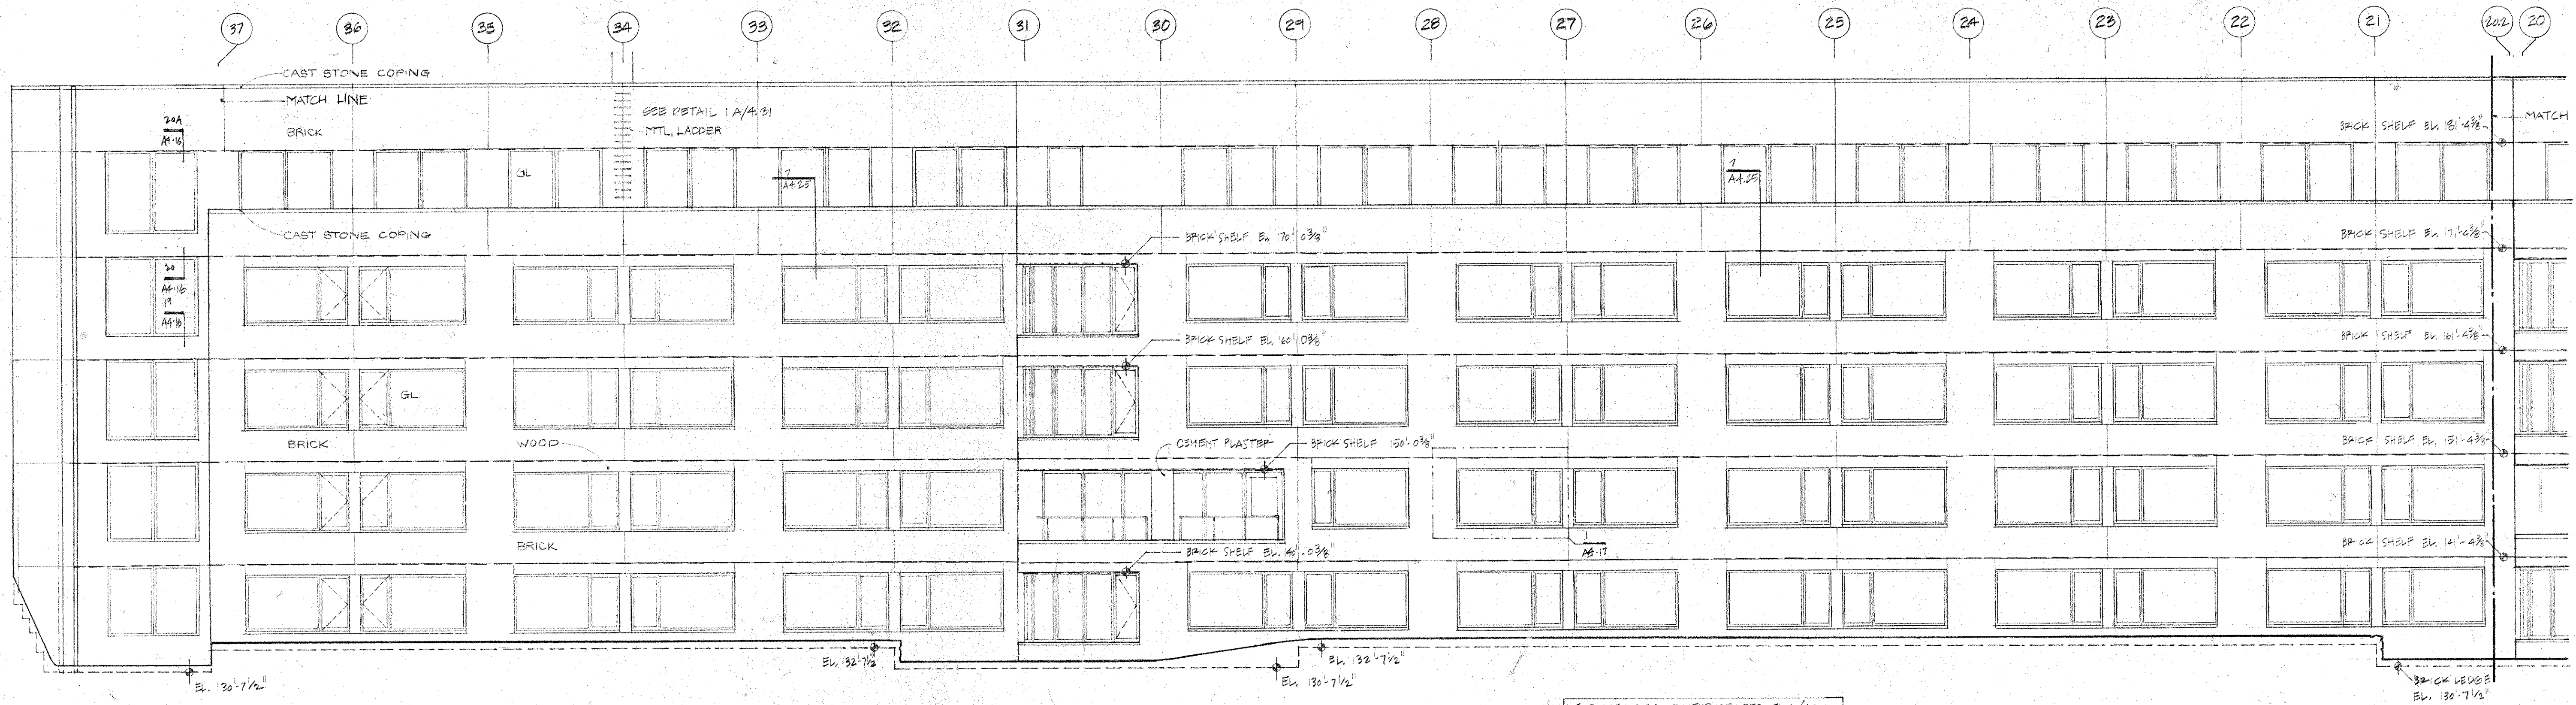 37 36 35 34 33 32 31 30 29 28 27 26 25 24 23 22 21 20.2 20
CAST STONE COPING
MATCH LINE
BRICK
20A
A4·16
SEE DETAIL 1 A/4.31
MTL. LADDER
MATCH
BRICK SHELF EL. 181'-4⅜"
GL
7
A4.25
7
A4.25
CAST STONE COPING
BRICK SHELF EL. 170'-0⅜"
BRICK SHELF EL. 171'-4⅜"
20
A4·16
19
A4·16
BRICK SHELF EL. 160'-0⅜"
BRICK SHELF EL. 161'-4⅜"
GL
BRICK
WOOD
CEMENT PLASTER
BRICK SHELF 150'-0⅜"
BRICK SHELF EL. 151'-4⅜"
BRICK
BRICK SHELF EL. 140'-0⅜"
1
A4·17
BRICK SHELF EL. 141'-4⅜"
EL. 132'-7½"
EL. 132'-7½"
EL. 130'-7½"
EL. 130'-7½"
BRICK LEDGE
EL. 130'-7½"